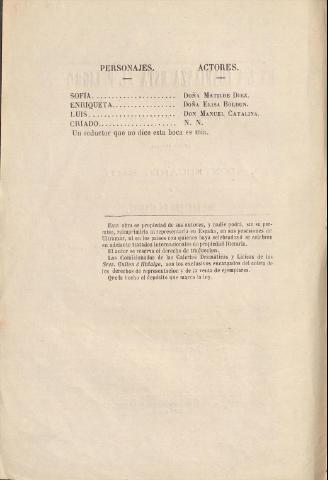 PERSONAJES. ACTORES.
SOFÍA...................... DOÑA MATILDE DIEZ.
ENRIQUETA................ DOÑA ELISA BOLDUN.
LUIS....................... DON MANUEL CATALINA.
CRIADO.................... N. N.
Un seductor que no dice esta boca es mia.
Esta obra es propiedad de sus autores, y nadie podrá, sin su per-
miso, reimprimirla ni representarla en España, en sus posesiones de
Ultramar, ni en los paises con quienes haya celebrados ó se celebren
en adelante tratados internacionales de propiedad literaria.
El autor se reserva el derecho de traduccion.
Los Comisionados de las Galerías Dramáticas y Líricas de los
Sres. Gullon é Hidalgo, son los exclusivos encargados del cobro de
los derechos de representacion y de la venta de ejemplares.
Queda hecho el depósito que marca la ley.